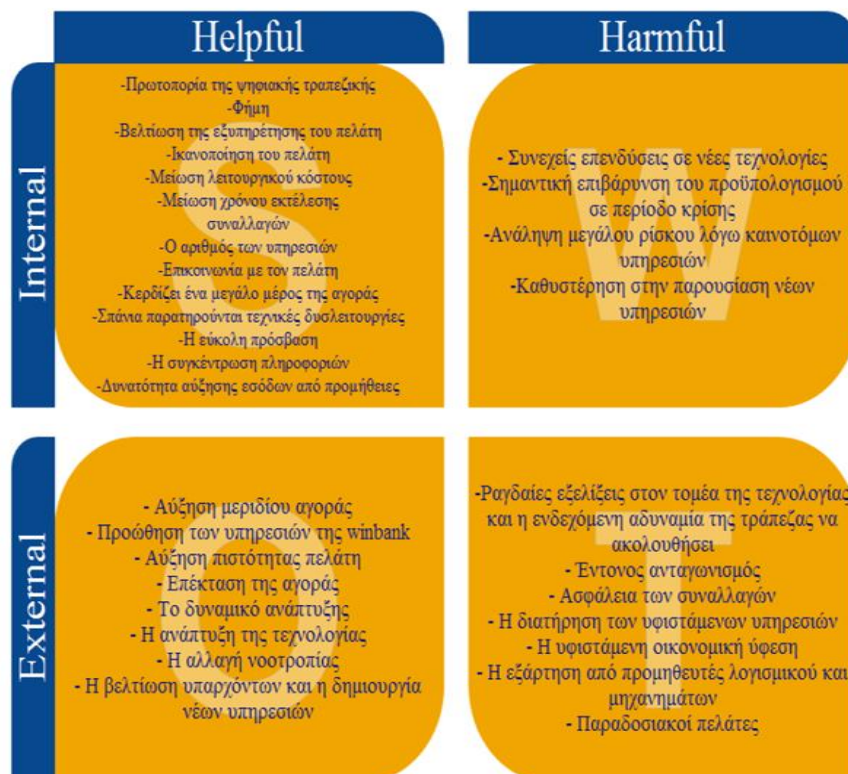 Helpful
Harmful
Internal
S
-Πρωτοπορία της ψηφιακής τραπεζικής
-Φήμη
-Βελτίωση της εξυπηρέτησης του πελάτη
-Ικανοποίηση του πελάτη
-Μείωση λειτουργικού κόστους
-Μείωση χρόνου εκτέλεσης
συναλλαγών
-Ο αριθμός των υπηρεσιών
-Επικοινωνία με τον πελάτη
-Κερδίζει ένα μεγάλο μέρος της αγοράς
-Σπάνια παρατηρούνται τεχνικές δυσλειτουργίες
-Η εύκολη πρόσβαση
-Η συγκέντρωση πληροφοριών
-Δυνατότητα αύξησης εσόδων από προμήθειες
W
- Συνεχείς επενδύσεις σε νέες τεχνολογίες
-Σημαντική επιβάρυνση του προϋπολογισμού
σε περίοδο κρίσης
-Ανάληψη μεγάλου ρίσκου λόγω καινοτόμων
υπηρεσιών
-Καθυστέρηση στην παρουσίαση νέων
υπηρεσιών
External
O
- Αύξηση μεριδίου αγοράς
- Προώθηση των υπηρεσιών της winbank
- Αύξηση πιστότητας πελάτη
- Επέκταση της αγοράς
- Το δυναμικό ανάπτυξης
- Η ανάπτυξη της τεχνολογίας
- Η αλλαγή νοοτροπίας
- Η βελτίωση υπαρχόντων και η δημιουργία
νέων υπηρεσιών
T
-Ραγδαίες εξελίξεις στον τομέα της τεχνολογίας
και η ενδεχόμενη αδυναμία της τράπεζας να
ακολουθήσει
- Έντονος ανταγωνισμός
- Ασφάλεια των συναλλαγών
- Η διατήρηση των υφιστάμενων υπηρεσιών
- Η υφιστάμενη οικονομική ύφεση
- Η εξάρτηση από προμηθευτές λογισμικού και
μηχανημάτων
- Παραδοσιακοί πελάτες